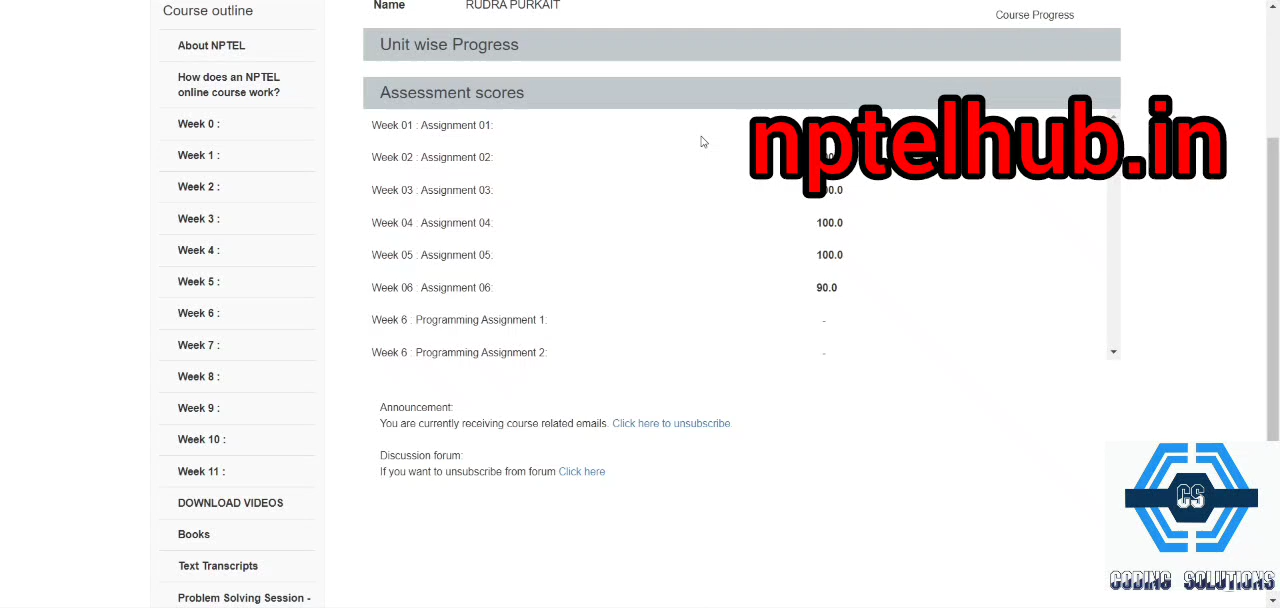 Course outline
About NPTEL
How does an NPTEL
online course work?
Week 0 :
Week 1 :
Week 2 :
Week 3 :
Week 4 :
Week 5 :
Week 6 :
Week 7 :
Week 8 :
Week 9 :
Week 10 :
Week 11 :
DOWNLOAD VIDEOS
Books
Text Transcripts
Problem Solving Session -
Name RUDRA PURKAIT
Course Progress
Unit wise Progress
Assessment scores
nptelhub.in
Week 01 : Assignment 01:
Week 02 : Assignment 02:
Week 03 : Assignment 03:
Week 04 : Assignment 04: 100.0
Week 05 : Assignment 05: 100.0
Week 06 : Assignment 06: 90.0
Week 6 : Programming Assignment 1: -
Week 6 : Programming Assignment 2: -
Announcement:
You are currently receiving course related emails. Click here to unsubscribe
Discussion forum:
If you want to unsubscribe from forum Click here
CS
CODING SOLUTIONS